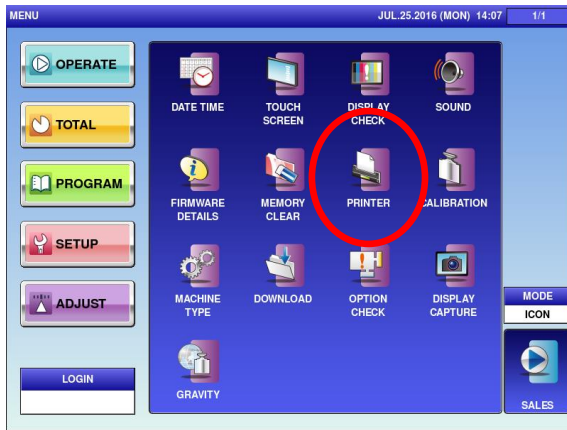 MENU
JUL.25.2016 (MON) 14:07
1/1
OPERATE
TOTAL
PROGRAM
SETUP
ADJUST
LOGIN
DATE TIME
TOUCH
SCREEN
DISPLAY
CHECK
SOUND
FIRMWARE
DETAILS
MEMORY
CLEAR
PRINTER
CALIBRATION
MACHINE
TYPE
DOWNLOAD
OPTION
CHECK
DISPLAY
CAPTURE
GRAVITY
MODE
ICON
SALES